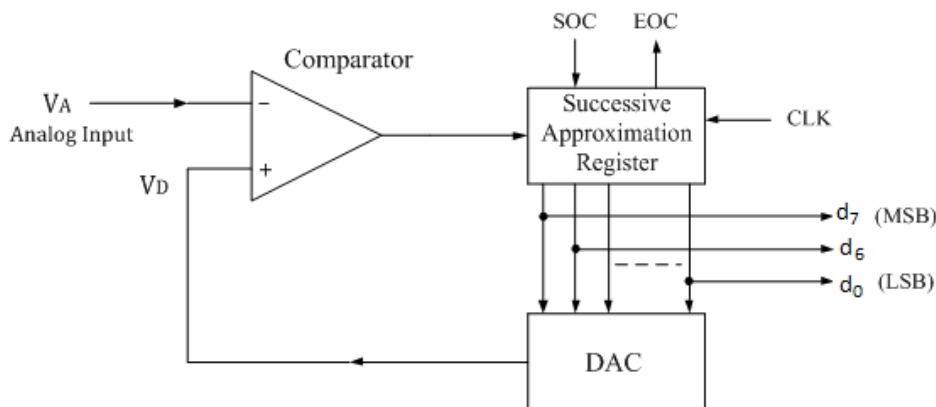 SOC EOC
Comparator
VA
Analog Input
−
+
VD
Successive
Approximation
Register
CLK
d7 (MSB)
d6
d0 (LSB)
DAC